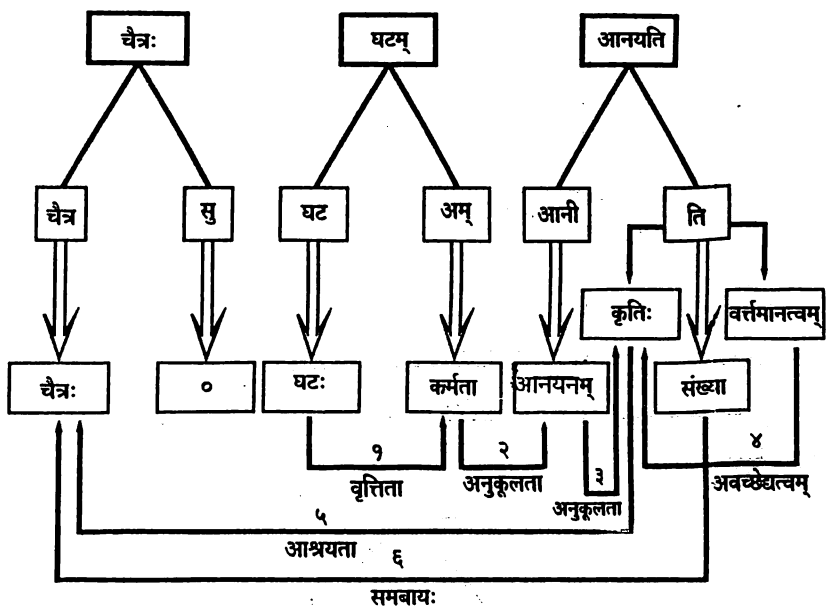 चैत्रः घटम् आनयति
चैत्र सु घट अम् आनी ति
कृतिः वर्त्तमानत्वम्
चैत्रः ० घटः कर्मता आनयनम् संख्या
१ २ ३ ४
वृत्तिता अनुकूलता अनुकूलता अवच्छेद्यत्वम्
५
आश्रयता ६
समबायः